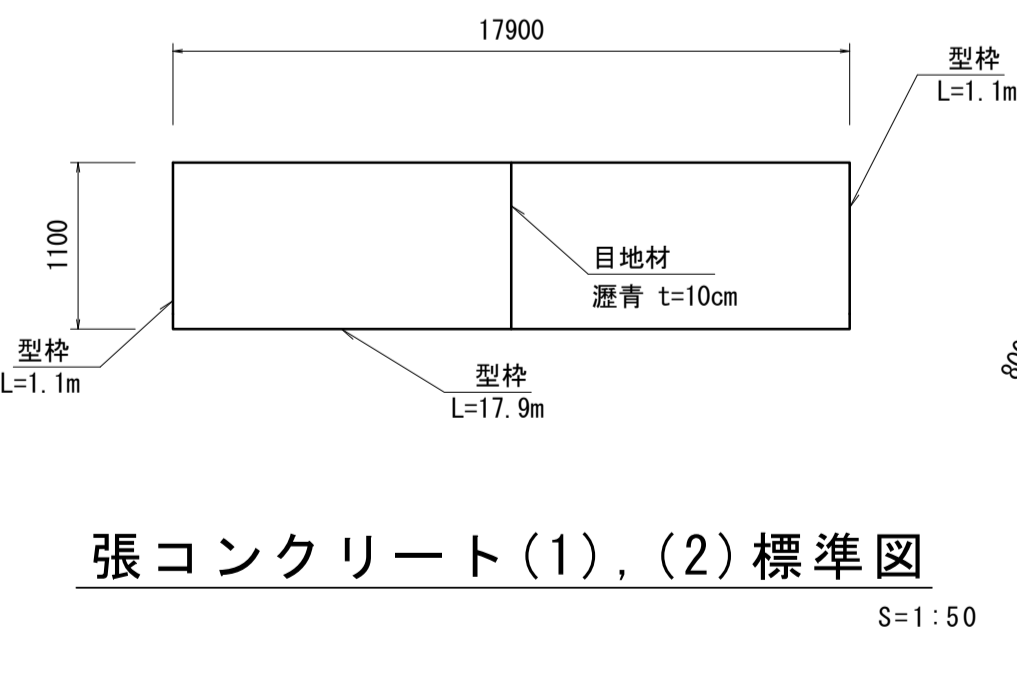 17900
型枠
L=1.1m
1100
目地材
瀝青 t=10cm
型枠
L=1.1m
型枠
L=17.9m
張コンクリート(1),(2)標準図
S=1:50